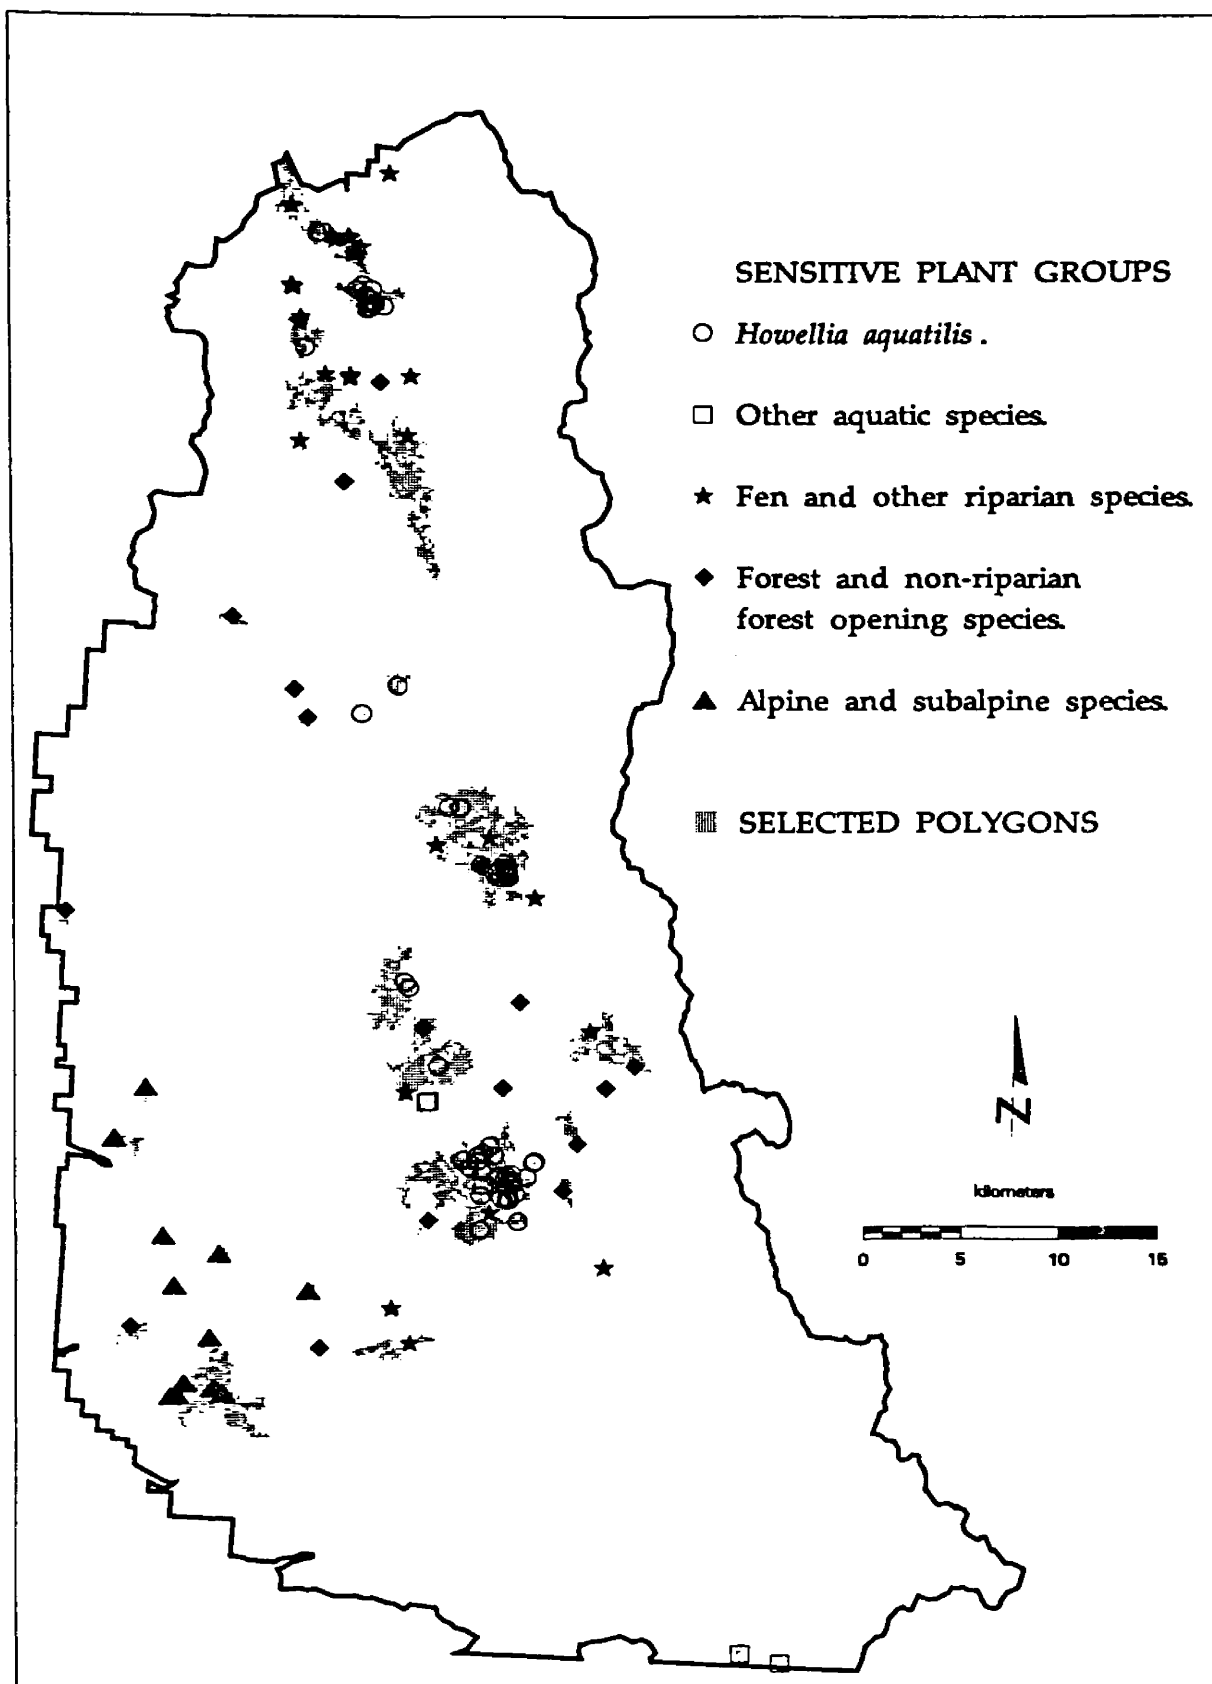 SENSITIVE PLANT GROUPS
Howellia aquatilis .
Other aquatic species.
Fen and other riparian species.
Forest and non-riparian
forest opening species.
Alpine and subalpine species.
SELECTED POLYGONS
N
kilometers
0 5 10 15